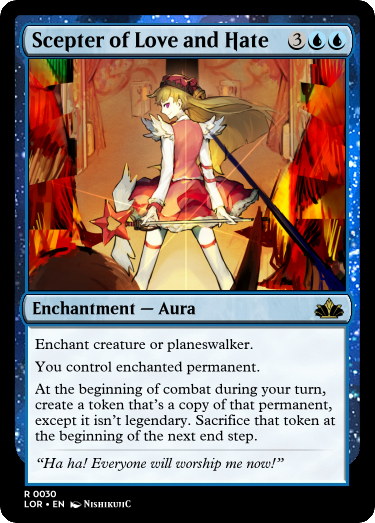 Scepter of Love and Hate 3
Enchantment — Aura
Enchant creature or planeswalker.
You control enchanted permanent.
At the beginning of combat during your turn,
create a token that's a copy of that permanent,
except it isn't legendary. Sacrifice that token at
the beginning of the next end step.
“Ha ha! Everyone will worship me now!”
R 0030
LOR • EN NishikujiC